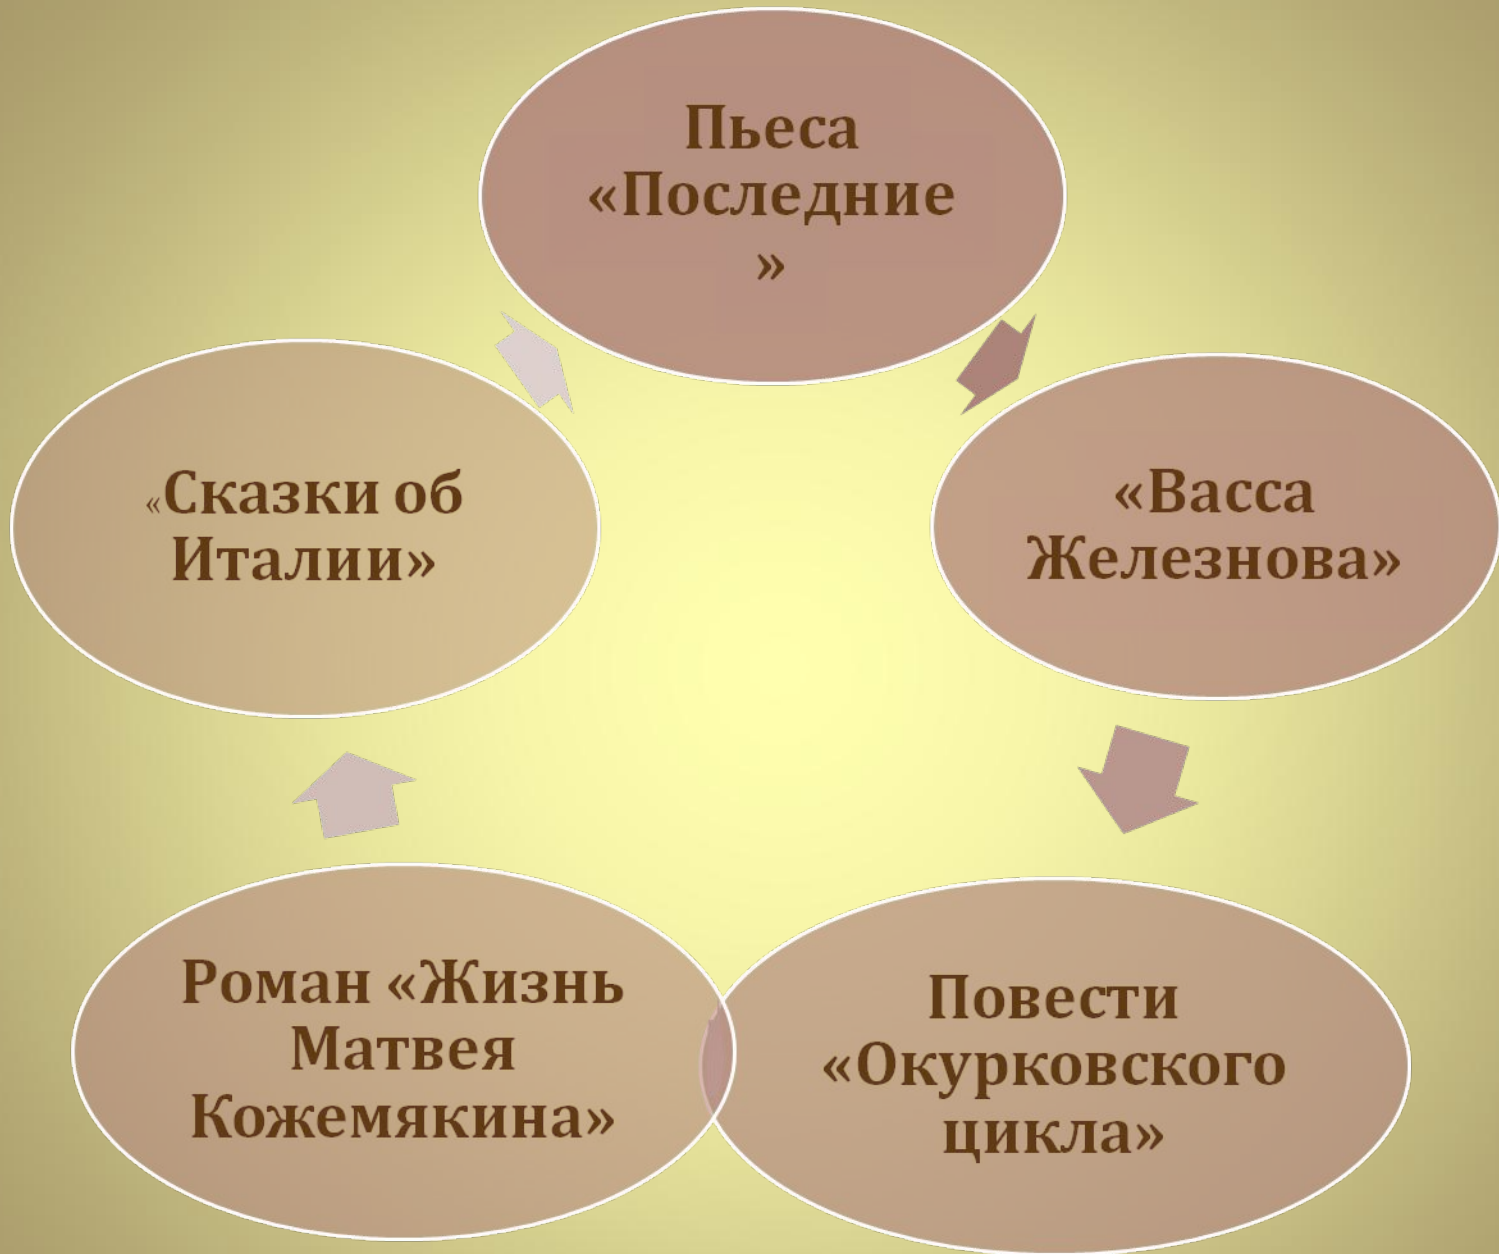 Пьеса
«Последние
»
«Васса
Железнова»
Повести
«Окурковского
цикла»
Роман «Жизнь
Матвея
Кожемякина»
«Сказки об
Италии»